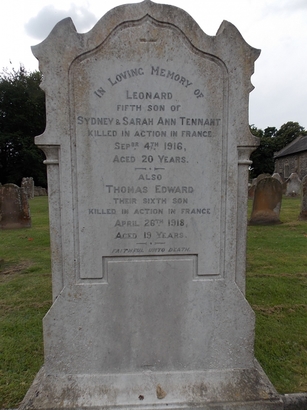 IN LOVING MEMORY OF
LEONARD
FIFTH SON OF
SYDNEY & SARAH ANN TENNANT
KILLED IN ACTION IN FRANCE
SEPR 4TH 1916,
AGED 20 YEARS.
ALSO
THOMAS EDWARD
THEIR SIXTH SON
KILLED IN ACTION IN FRANCE
APRIL 26TH 1918,
AGED 19 YEARS.
FAITHFUL UNTO DEATH.